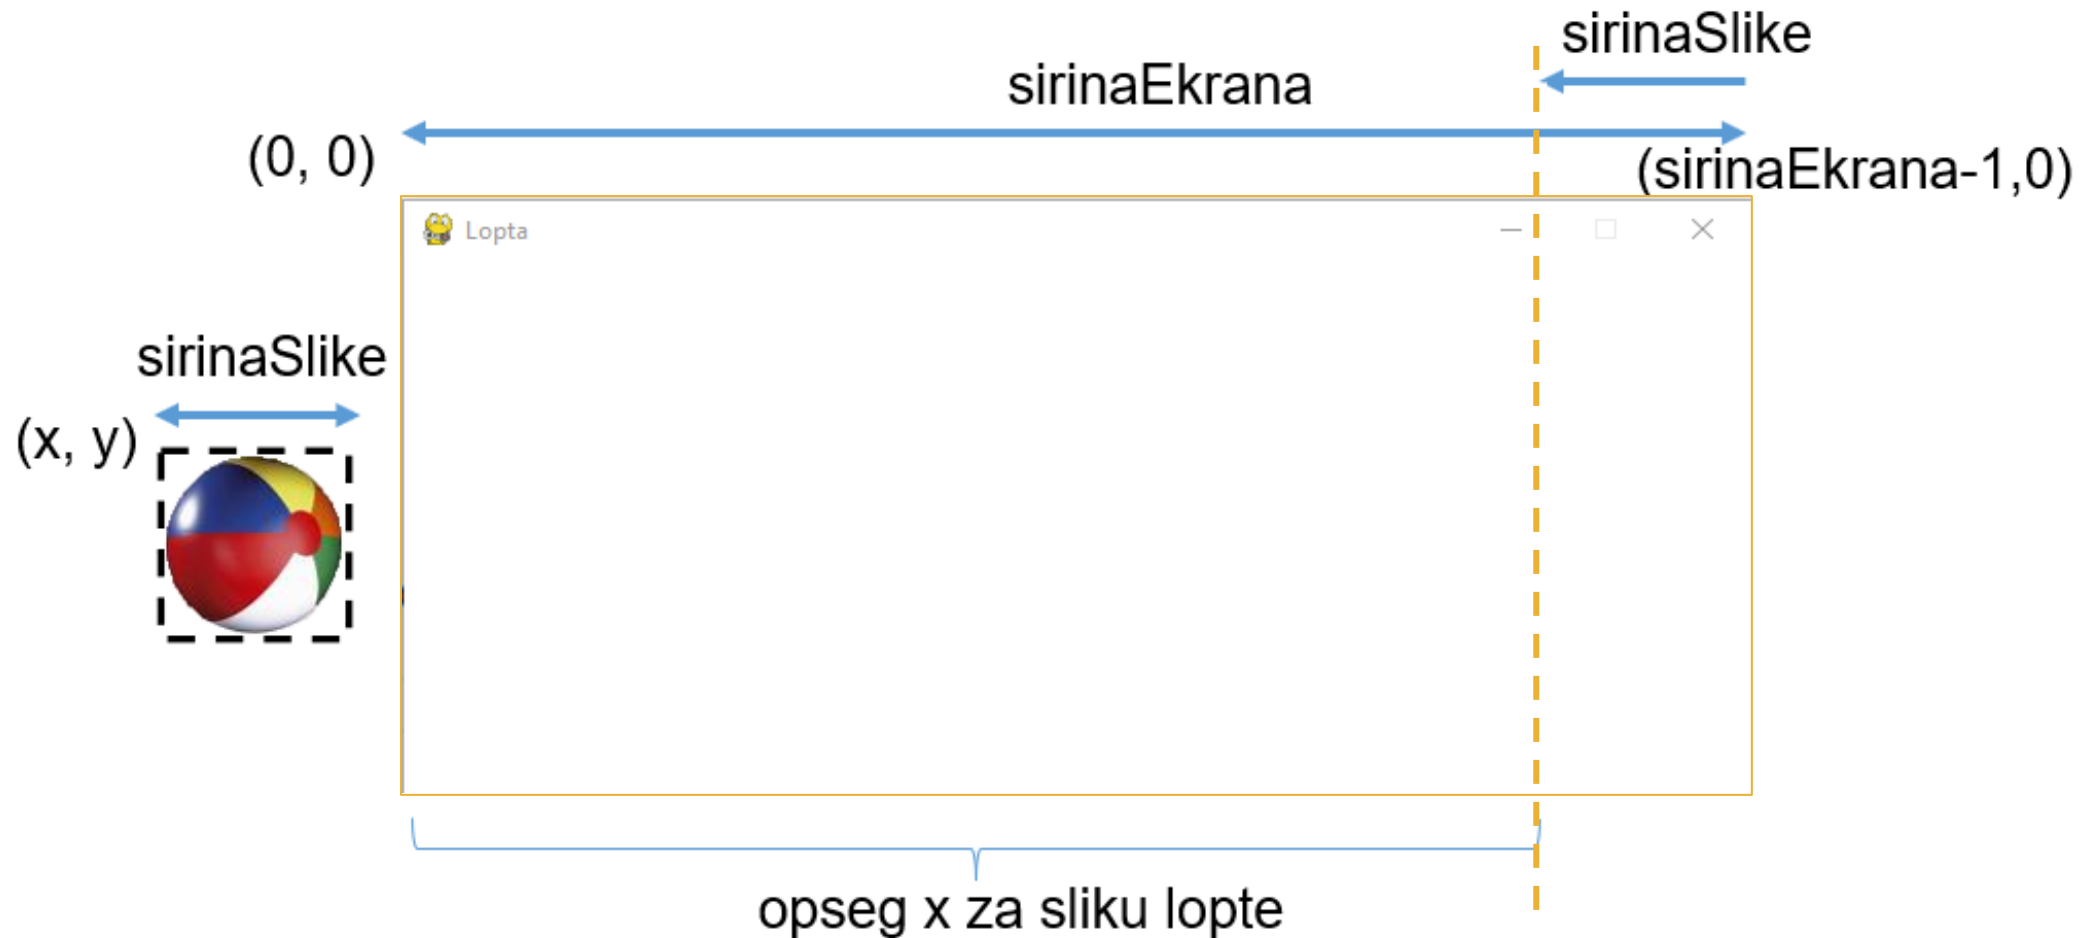 sirinaSlike
sirinaEkrana
(0, 0)
(sirinaEkrana-1,0)
Lopta
sirinaSlike
(x, y)
opseg x za sliku lopte